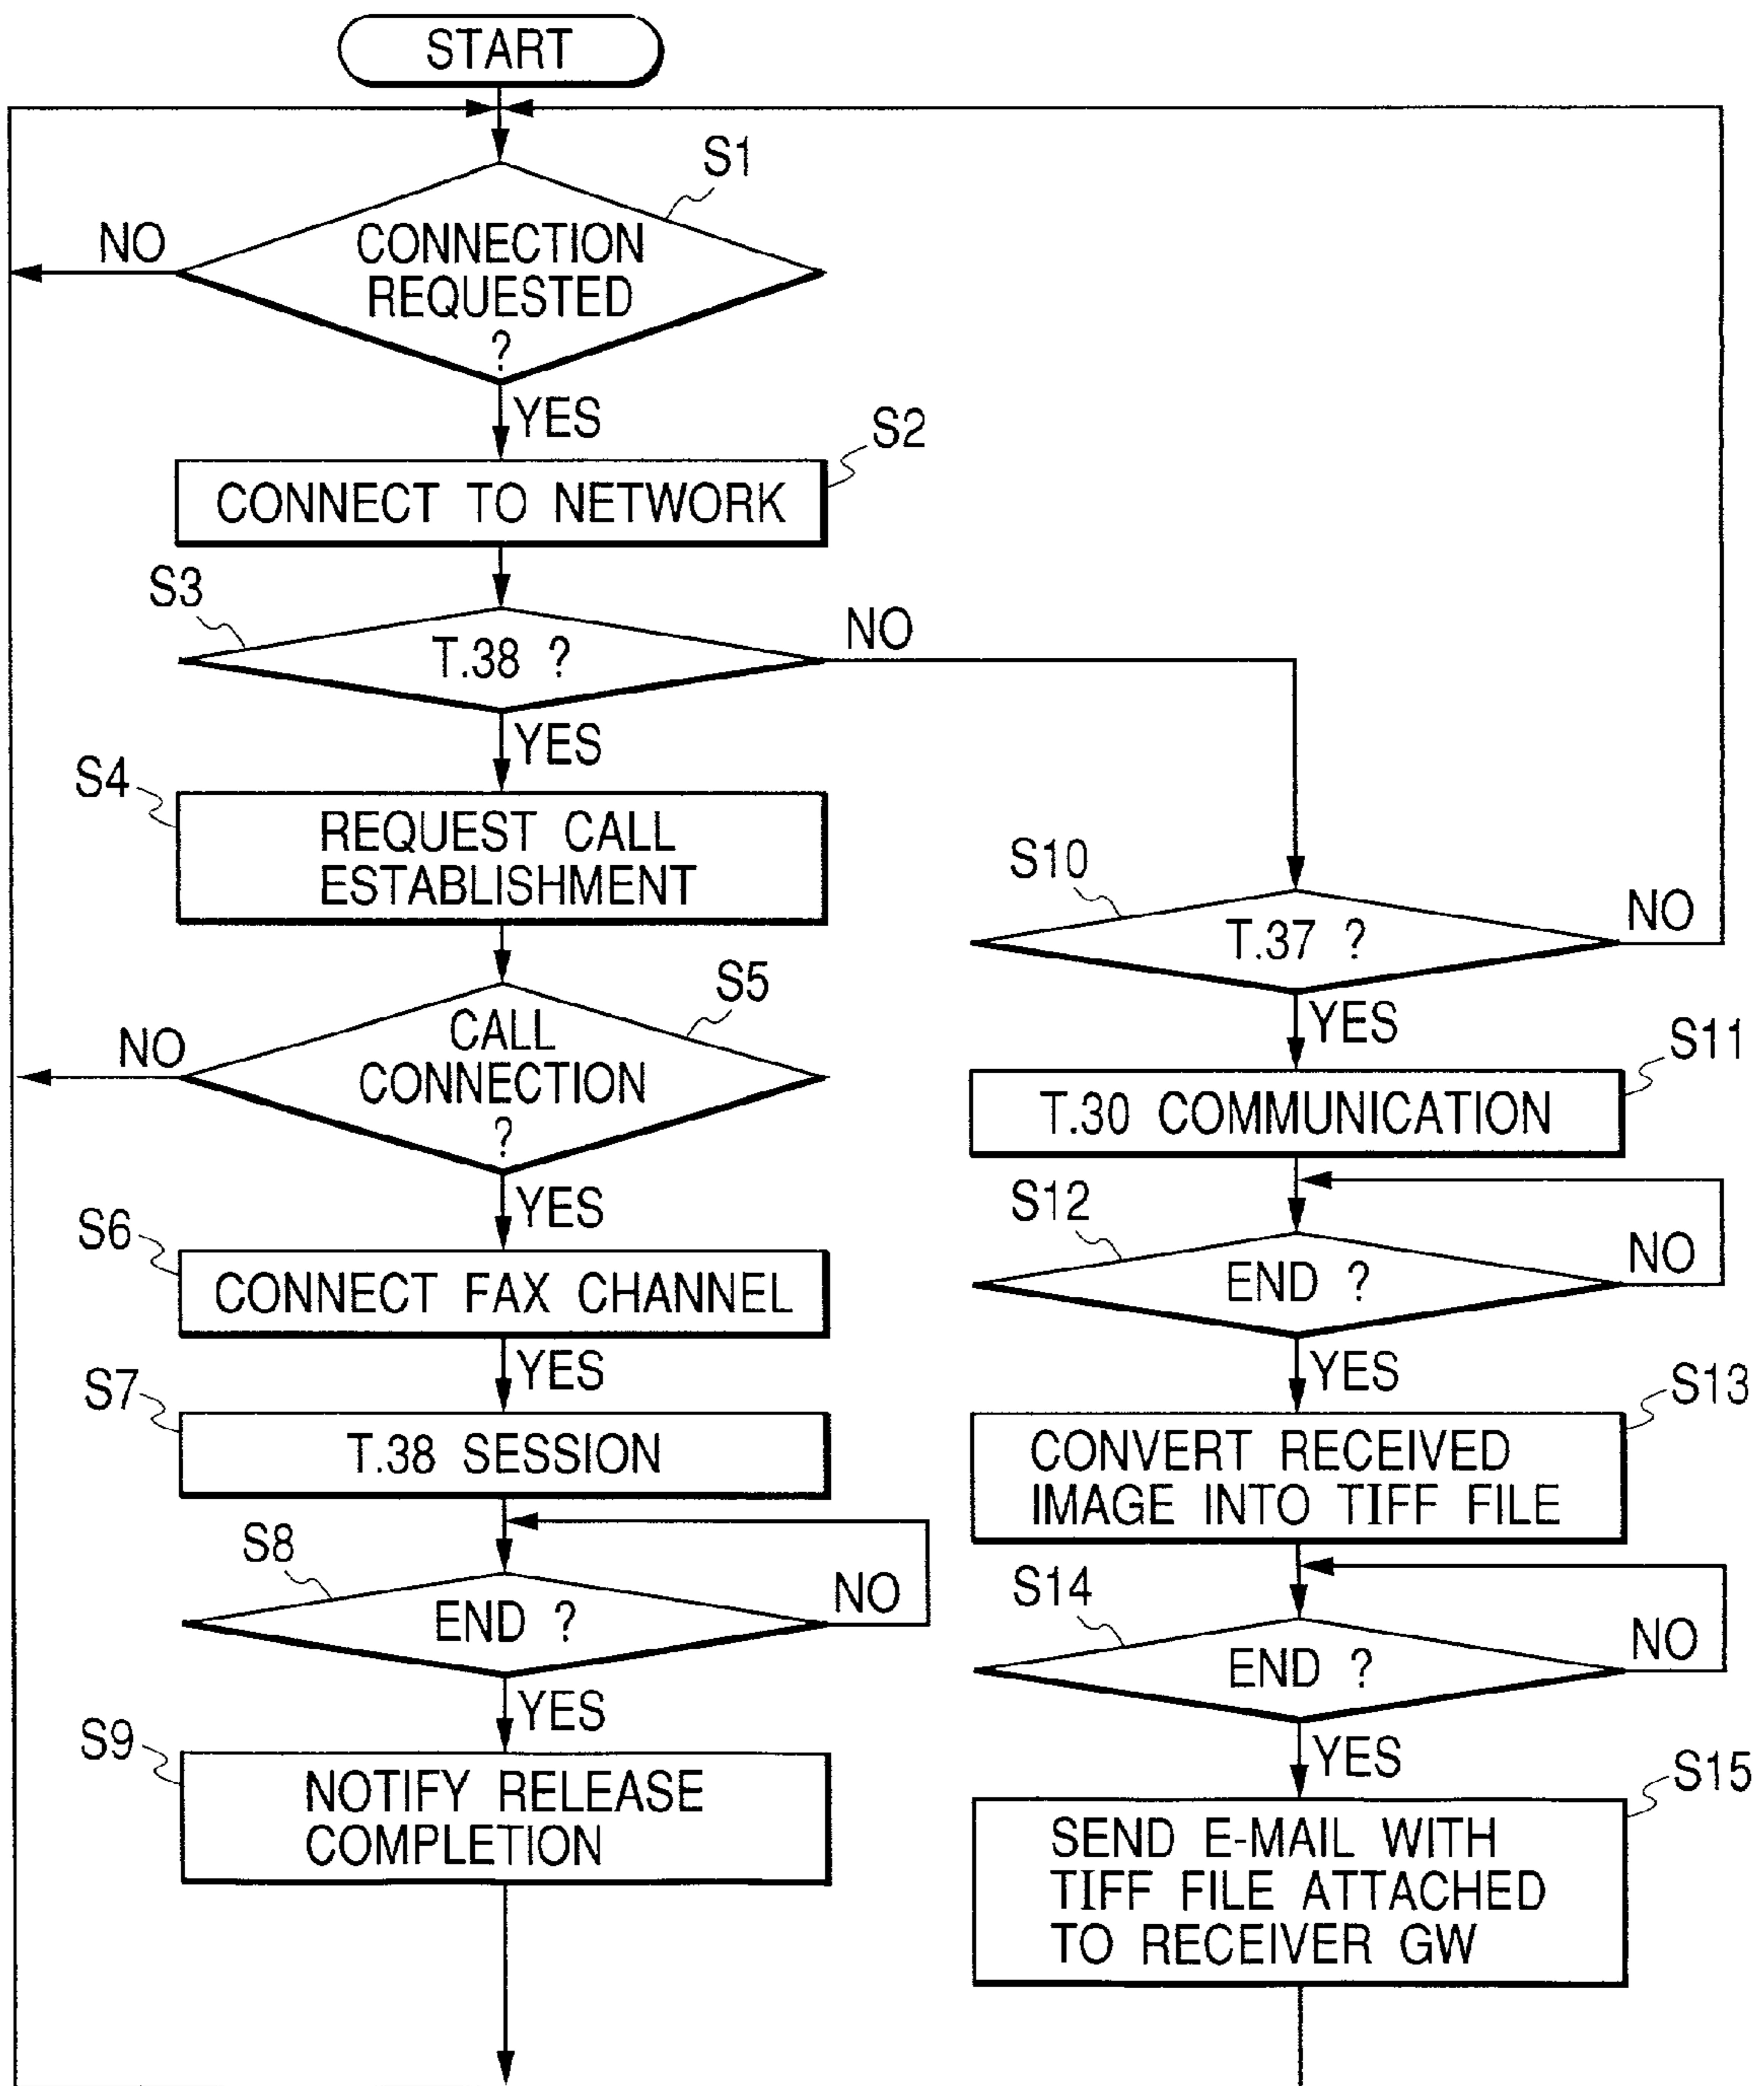 START
S1
CONNECTION
REQUESTED
?
NO
YES
S2
CONNECT TO NETWORK
S3
T.38 ?
NO
YES
S4
REQUEST CALL
ESTABLISHMENT
S5
CALL
CONNECTION
?
NO
YES
S6
CONNECT FAX CHANNEL
YES
S7
T.38 SESSION
S8
END ?
NO
YES
S9
NOTIFY RELEASE
COMPLETION
S10
T.37 ?
NO
YES
S11
T.30 COMMUNICATION
S12
END ?
NO
YES
S13
CONVERT RECEIVED
IMAGE INTO TIFF FILE
S14
END ?
NO
YES
S15
SEND E-MAIL WITH
TIFF FILE ATTACHED
TO RECEIVER GW